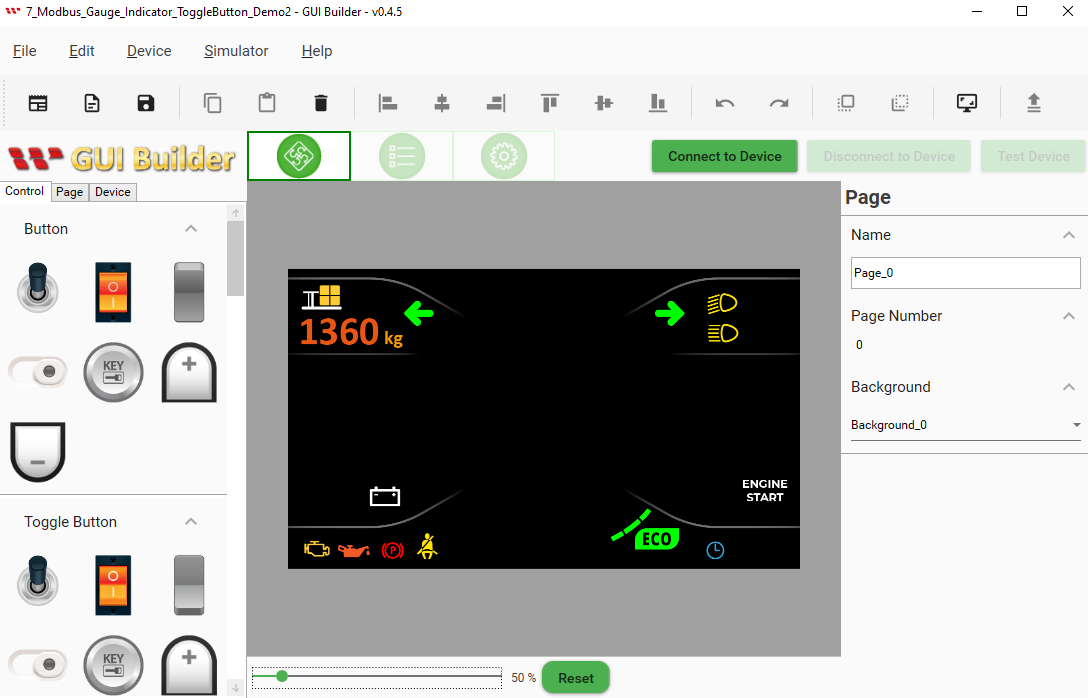 7_Modbus_Gauge_Indicator_ToggleButton_Demo2 - GUI Builder - v0.4.5
File Edit Device Simulator Help
GUI Builder
Connect to Device Disconnect to Device Test Device
Control Page Device
Button
KEY
Toggle Button
KEY
1360 kg
ENGINE
START
P
ECO
50 % Reset
Page
Name
Page_0
Page Number
0
Background
Background_0